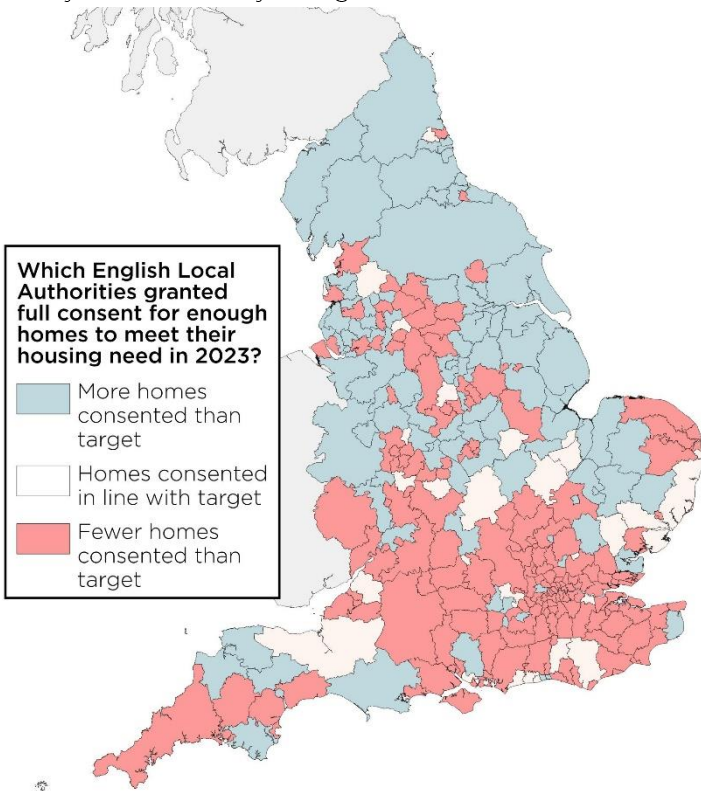 Which English Local
Authorities granted
full consent for enough
homes to meet their
housing need in 2023?
More homes
consented than
target
Homes consented
in line with target
Fewer homes
consented than
target